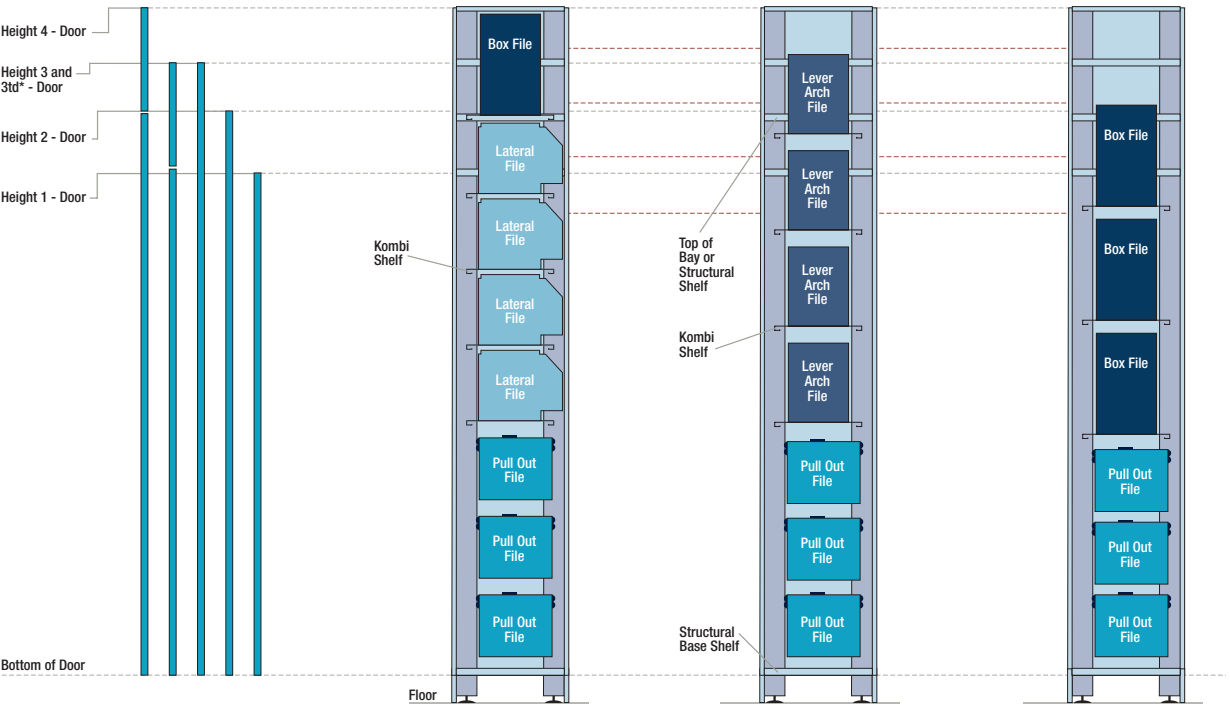 Height 4 - Door
Height 3 and
3td* - Door
Height 2 - Door
Height 1 - Door
Bottom of Door
Floor
Kombi
Shelf
Box File
Lateral
File
Lateral
File
Lateral
File
Lateral
File
Pull Out
File
Pull Out
File
Pull Out
File
Top of
Bay or
Structural
Shelf
Kombi
Shelf
Structural
Base Shelf
Lever
Arch
File
Lever
Arch
File
Lever
Arch
File
Lever
Arch
File
Pull Out
File
Pull Out
File
Pull Out
File
Box File
Box File
Box File
Pull Out
File
Pull Out
File
Pull Out
File